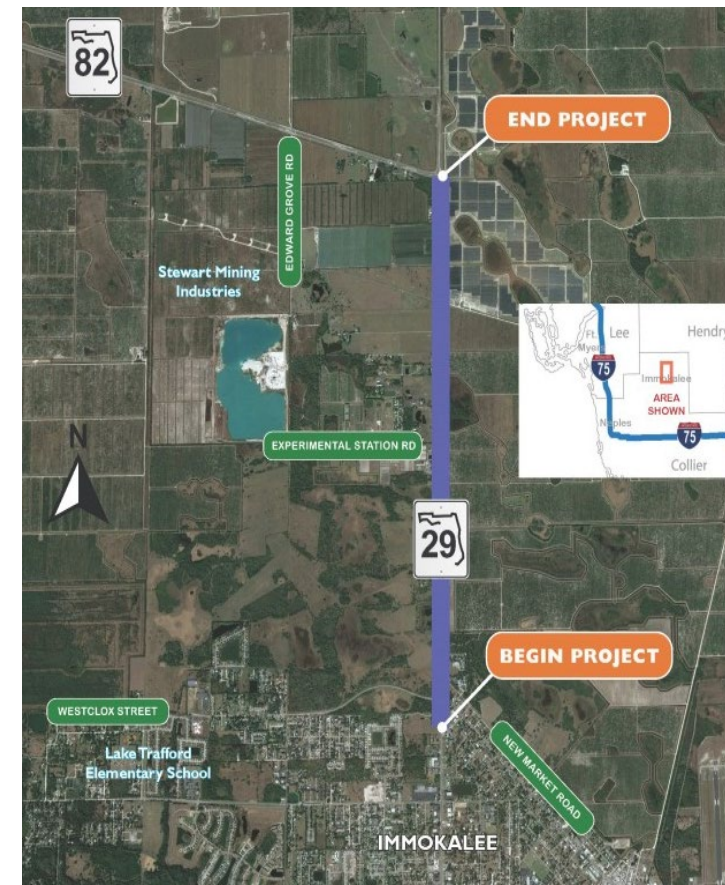 82
END PROJECT
EDWARD GROVE RD
Stewart Mining
Industries
Ft.
Myers
Lee
Hendry
75
Immokalee
AREA
SHOWN
Naples
75
Collier
EXPERIMENTAL STATION RD
N
29
BEGIN PROJECT
WESTCLOX STREET
NEW MARKET ROAD
Lake Trafford
Elementary School
IMMOKALEE